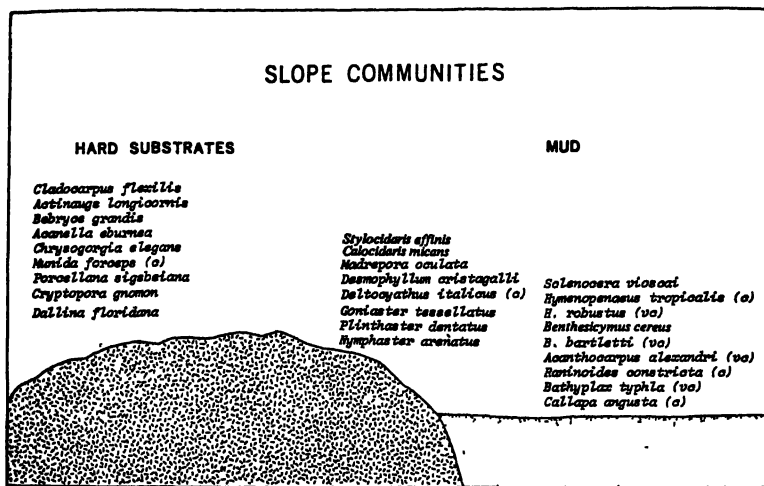 SLOPE COMMUNITIES
HARD SUBSTRATES
Cladocarpus flexilis
Actinauge longicornis
Bebryce grandis
Acanella eburnea
Chrysogorgia elegans
Munida forceps (c)
Porcellana sigsbeiana
Cryptopora gnomon
Dallina floridana
Stylocidaris affinis
Calocidaris micans
Madrepora oculata
Desmophyllum cristagalli
Deltocyathus italicus (c)
Goniaster tessellatus
Plinthaster dentatus
Nymphaster arenatus
MUD
Solenocera vioscai
Hymenopenaeus tropicalis (c)
H. robustus (vc)
Benthesicymus cereus
B. bartletti (vc)
Acanthocarpus alexandri (vc)
Raninoides constricta (c)
Bathyplax typhla (vc)
Callapa angusta (c)